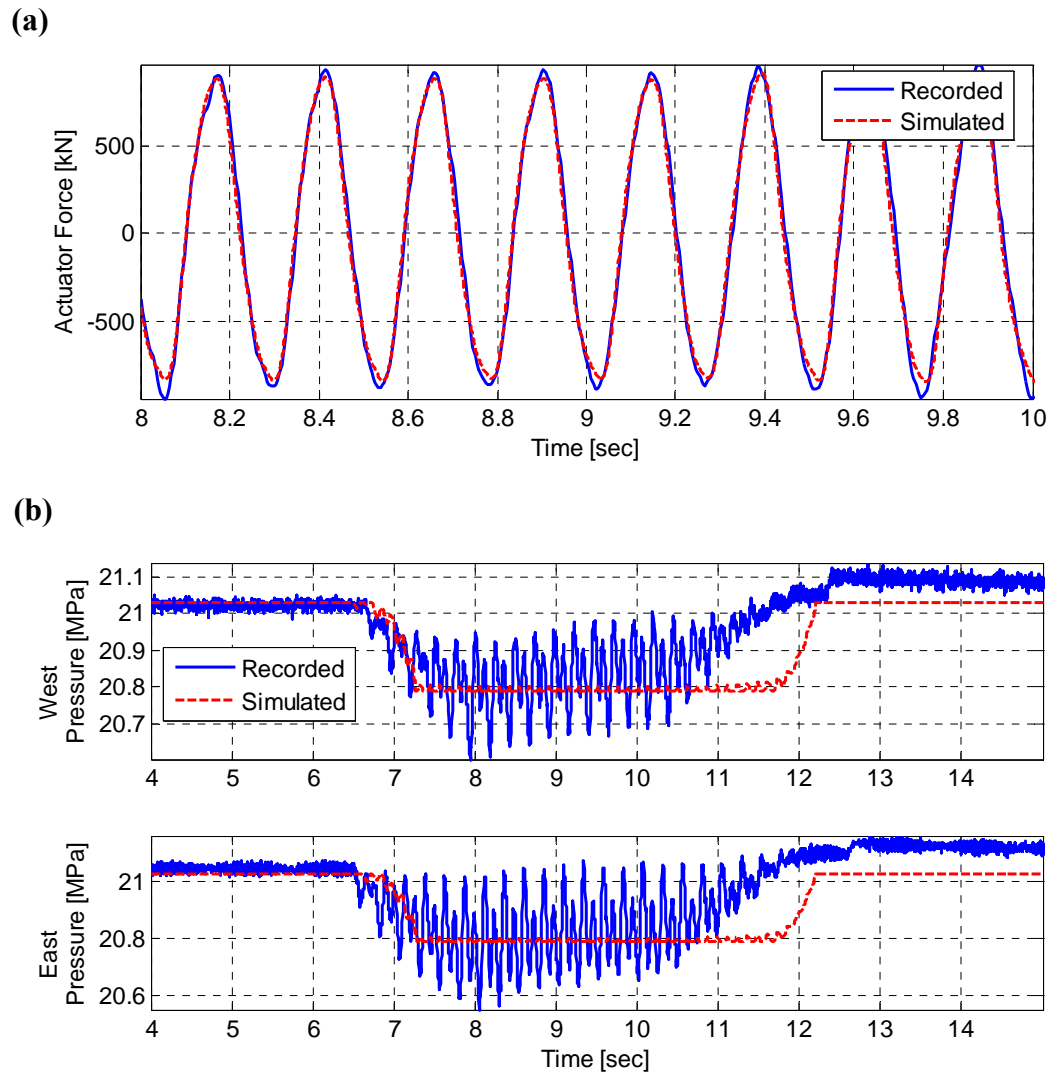 (a)
Actuator Force [kN]
500
0
-500
Recorded
Simulated
8 8.2 8.4 8.6 8.8 9 9.2 9.4 9.6 9.8 10
Time [sec]
(b)
West
Pressure [MPa]
21.1
21
20.9
20.8
20.7
Recorded
Simulated
4 5 6 7 8 9 10 11 12 13 14
East
Pressure [MPa]
21
20.8
20.6
4 5 6 7 8 9 10 11 12 13 14
Time [sec]